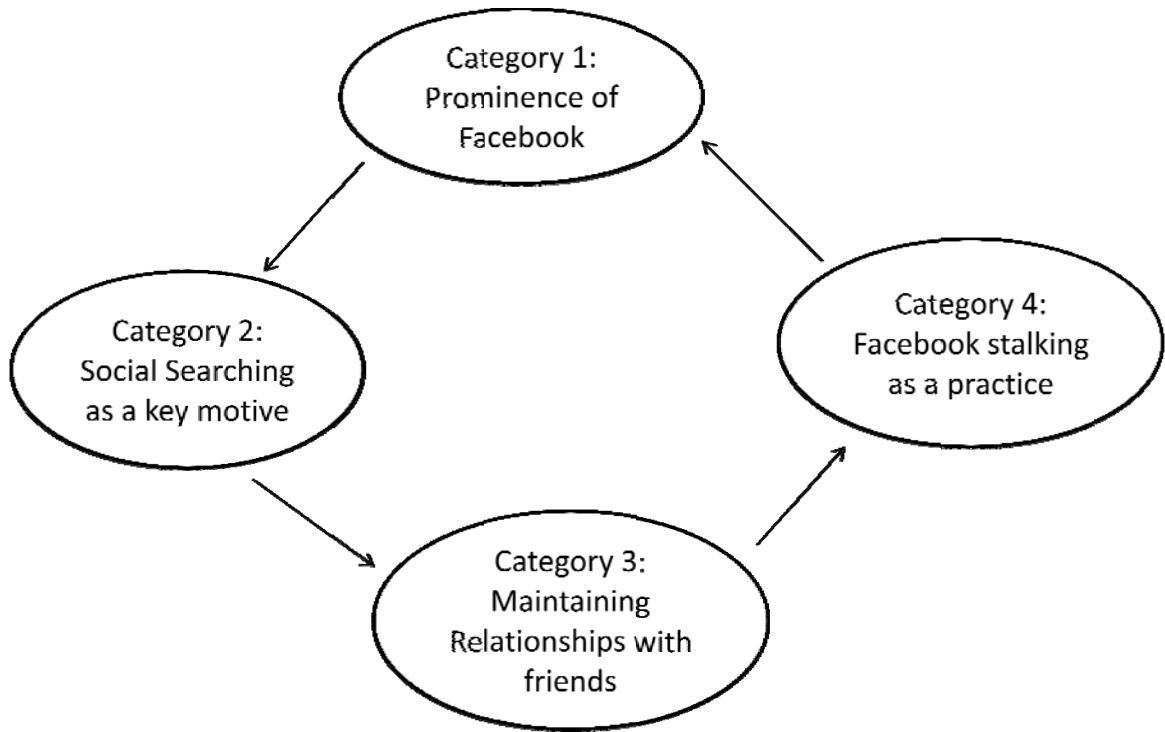 Category 1:
Prominence of
Facebook
Category 2:
Social Searching
as a key motive
Category 3:
Maintaining
Relationships with
friends
Category 4:
Facebook stalking
as a practice